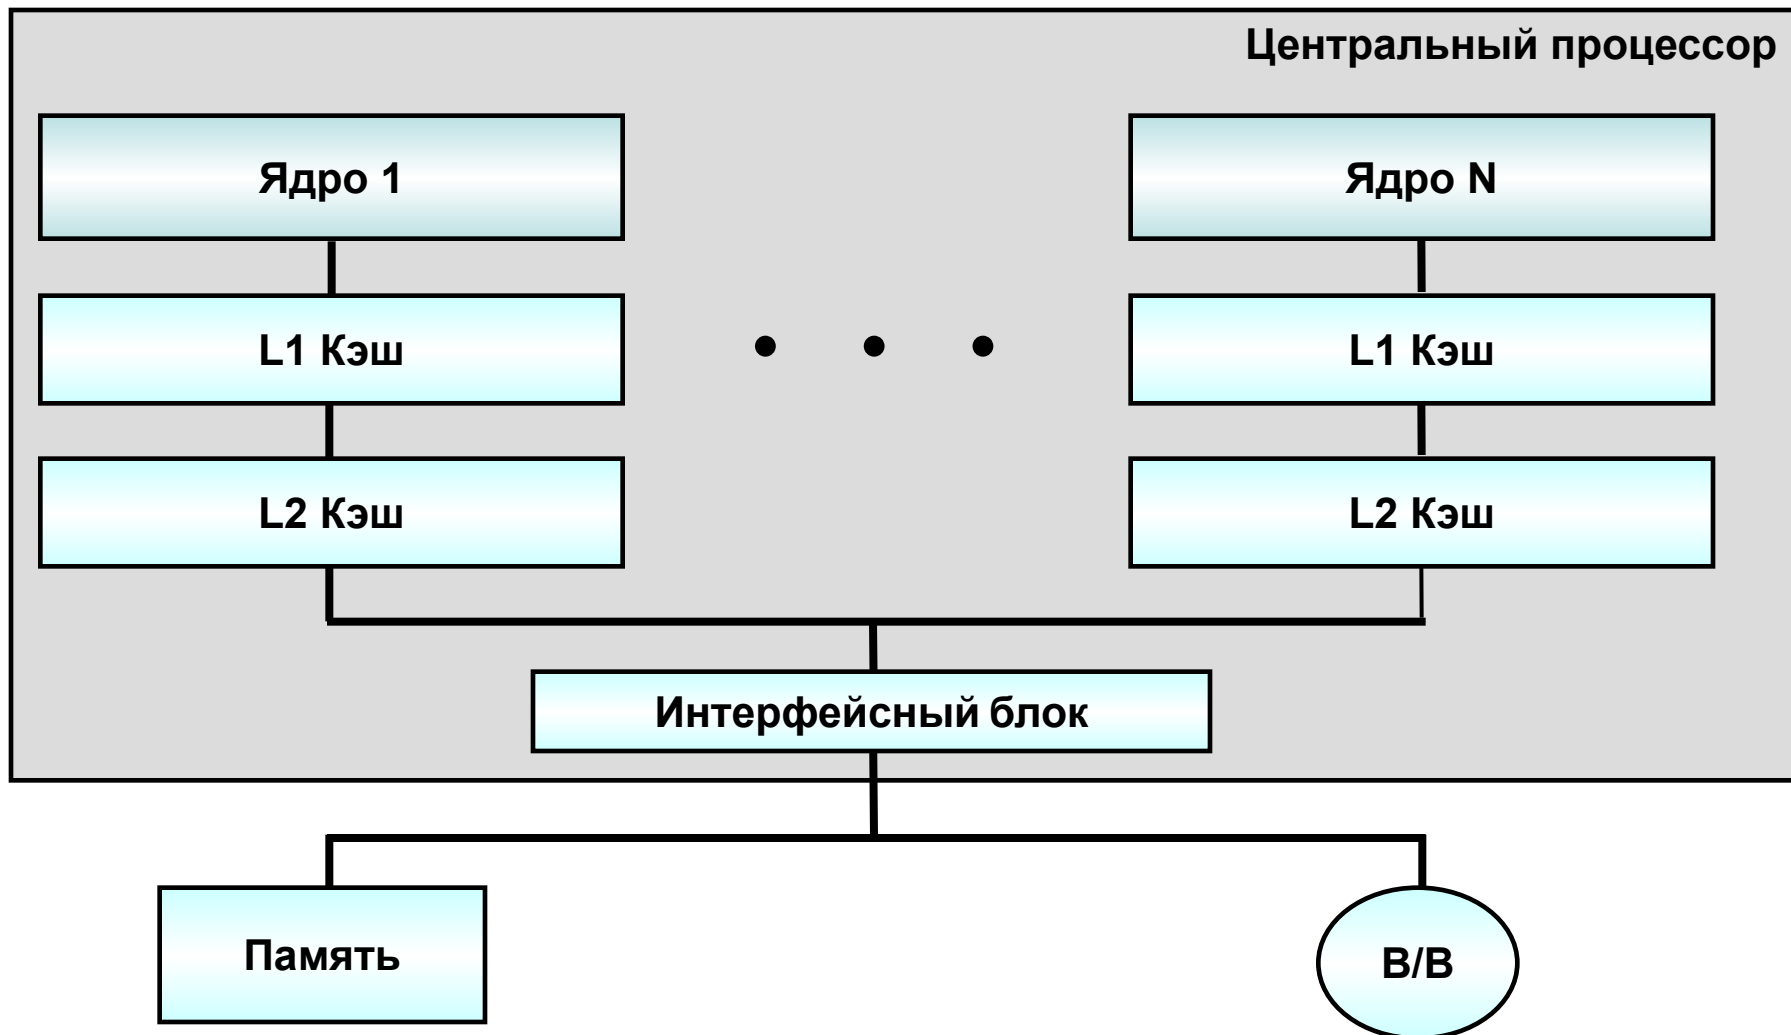 Центральный процессор
Ядро 1
Ядро N
L1 Кэш
L1 Кэш
L2 Кэш
L2 Кэш
Интерфейсный блок
Память
В/В